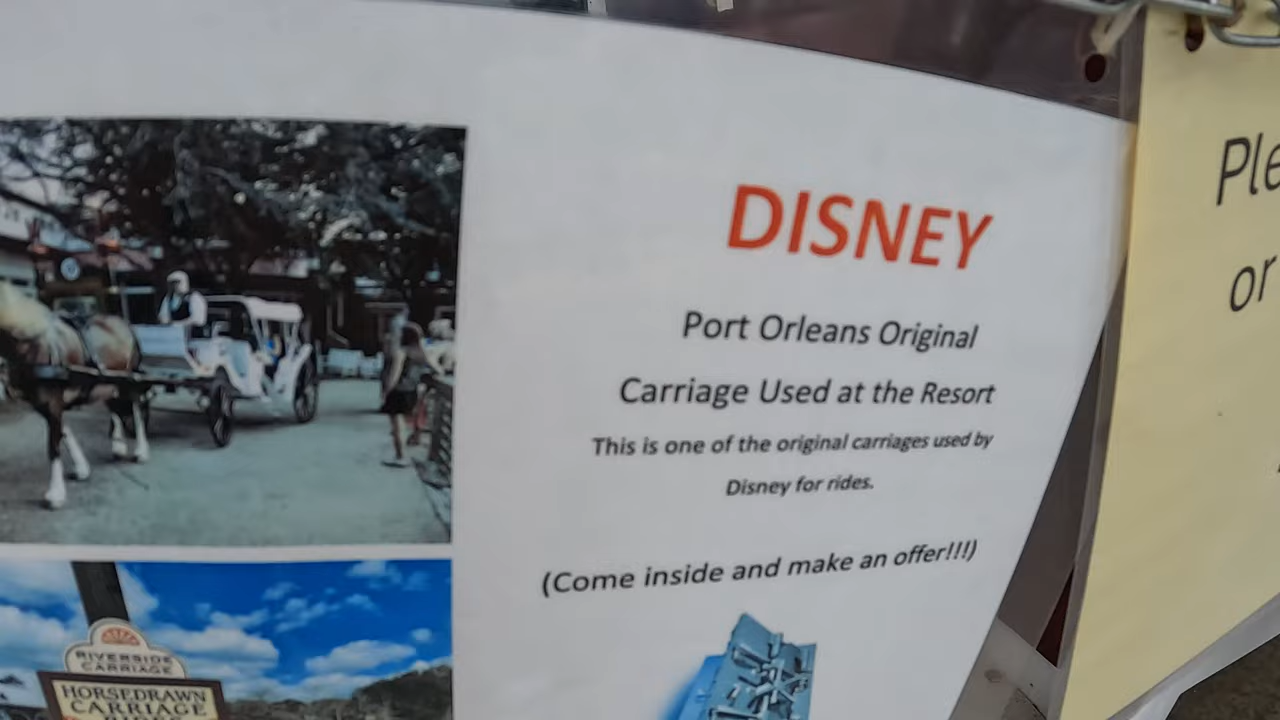 DISNEY
Port Orleans Original
Carriage Used at the Resort
This is one of the original carriages used by
Disney for rides.
(Come inside and make an offer!!!)
RIVERSIDE
CARRIAGE
HORSEDRAWN
CARRIAGE
RIDES
or